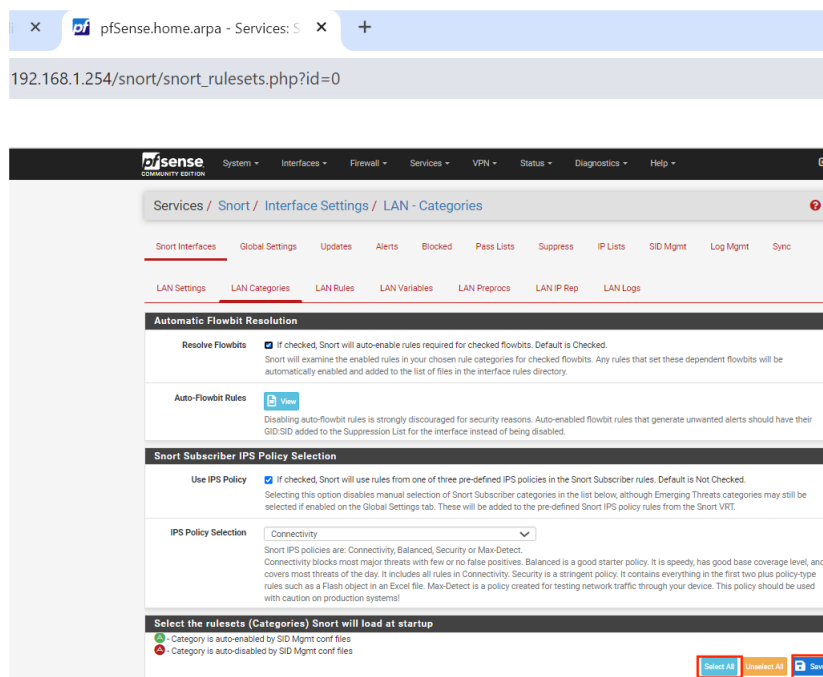 pfSense.home.arpa - Services: S
192.168.1.254/snort/snort_rulesets.php?id=0
pfsense
COMMUNITY EDITION
System Interfaces Firewall Services VPN Status Diagnostics Help
Services / Snort / Interface Settings / LAN - Categories
Snort Interfaces Global Settings Updates Alerts Blocked Pass Lists Suppress IP Lists SID Mgmt Log Mgmt Sync
LAN Settings LAN Categories LAN Rules LAN Variables LAN Preprocs LAN IP Rep LAN Logs
Automatic Flowbit Resolution
Resolve Flowbits If checked, Snort will auto-enable rules required for checked flowbits. Default is Checked.
Snort will examine the enabled rules in your chosen rule categories for checked flowbits. Any rules that set these dependent flowbits will be
automatically enabled and added to the list of files in the interface rules directory.
Auto-Flowbit Rules View
Disabling auto-flowbit rules is strongly discouraged for security reasons. Auto-enabled flowbit rules that generate unwanted alerts should have their
GID:SID added to the Suppression List for the interface instead of being disabled.
Snort Subscriber IPS Policy Selection
Use IPS Policy If checked, Snort will use rules from one of three pre-defined IPS policies in the Snort Subscriber rules. Default is Not Checked.
Selecting this option disables manual selection of Snort Subscriber categories in the list below, although Emerging Threats categories may still be
selected if enabled on the Global Settings tab. These will be added to the pre-defined Snort IPS policy rules from the Snort VRT.
IPS Policy Selection Connectivity
Snort IPS policies are: Connectivity, Balanced, Security or Max-Detect.
Connectivity blocks most major threats with few or no false positives. Balanced is a good starter policy. It is speedy, has good base coverage level, and
covers most threats of the day. It includes all rules in Connectivity. Security is a stringent policy. It contains everything in the first two plus policy-type
rules such as a Flash object in an Excel file. Max-Detect is a policy created for testing network traffic through your device. This policy should be used
with caution on production systems!
Select the rulesets (Categories) Snort will load at startup
- Category is auto-enabled by SID Mgmt conf files
- Category is auto-disabled by SID Mgmt conf files
Select All Unselect All Save